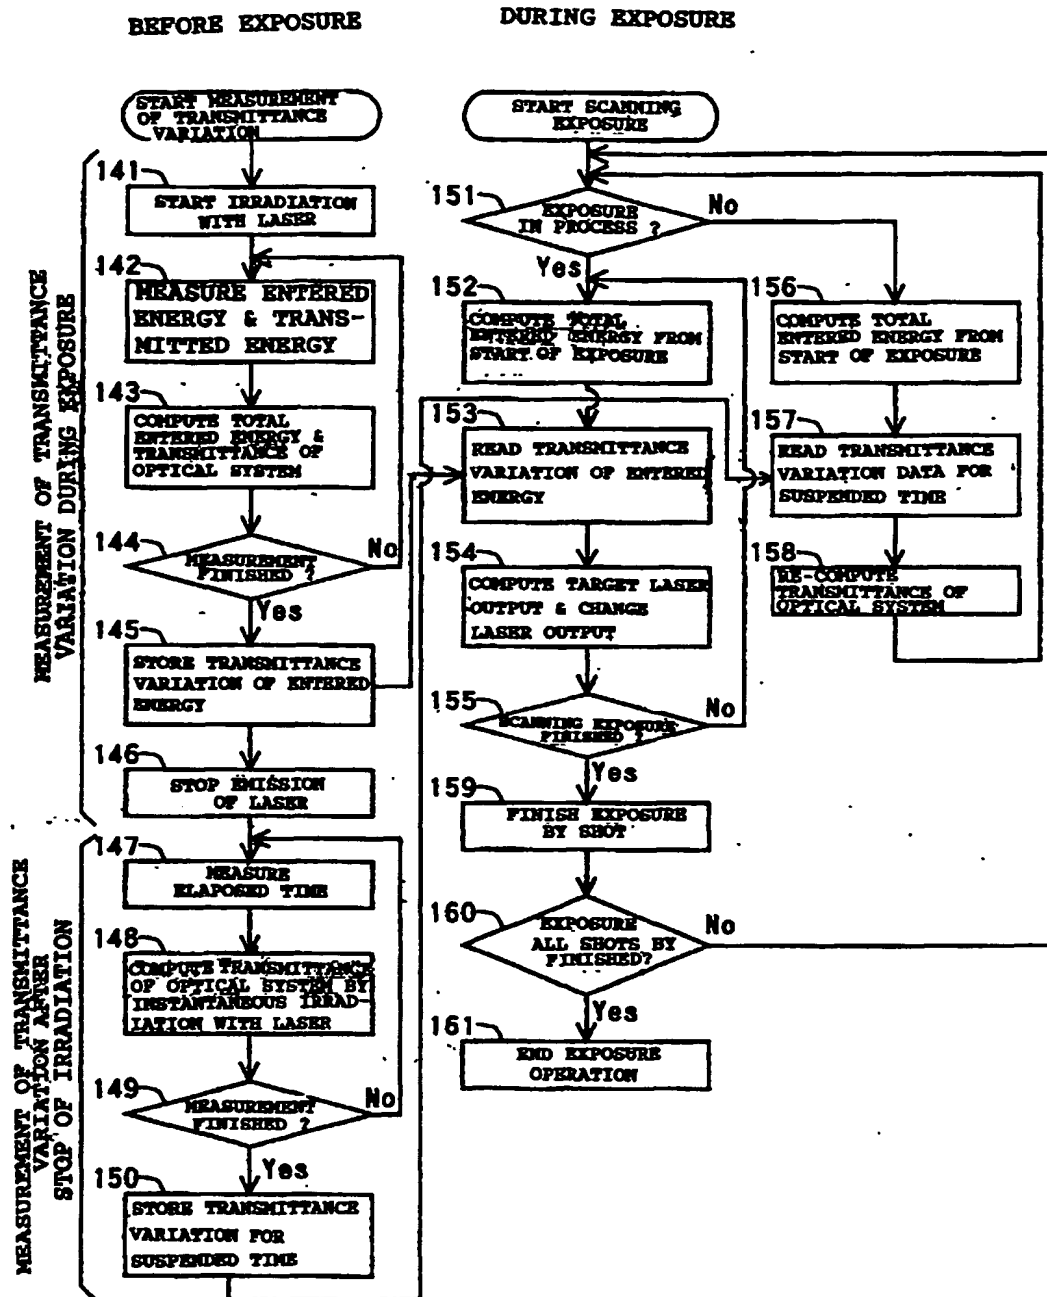 BEFORE EXPOSURE
DURING EXPOSURE
START MEASUREMENT
OF TRANSMITTANCE
VARIATION
MEASUREMENT OF TRANSMITTANCE
VARIATION DURING EXPOSURE
141
START IRRADIATION
WITH LASER
142
MEASURE ENTERED
ENERGY & TRANS-
MITTED ENERGY
143
COMPUTE TOTAL
ENTERED ENERGY &
TRANSMITTANCE OF
OPTICAL SYSTEM
144
MEASUREMENT
FINISHED ?
No
Yes
145
STORE TRANSMITTANCE
VARIATION OF ENTERED
ENERGY
146
STOP EMISSION
OF LASER
MEASUREMENT OF TRANSMITTANCE
VARIATION AFTER
STOP OF IRRADIATION
147
MEASURE
ELAPSED TIME
148
COMPUTE TRANSMITTANCE
OF OPTICAL SYSTEM BY
INSTANTANEOUS IRRAD-
IATION WITH LASER
149
MEASUREMENT
FINISHED ?
No
Yes
150
STORE TRANSMITTANCE
VARIATION FOR
SUSPENDED TIME
START SCANNING
EXPOSURE
151
EXPOSURE
IN PROCESS ?
No
Yes
152
COMPUTE TOTAL
ENTERED ENERGY FROM
START OF EXPOSURE
153
READ TRANSMITTANCE
VARIATION OF ENTERED
ENERGY
154
COMPUTE TARGET LASER
OUTPUT & CHANGE
LASER OUTPUT
155
SCANNING EXPOSURE
FINISHED ?
No
Yes
156
COMPUTE TOTAL
ENTERED ENERGY FROM
START OF EXPOSURE
157
READ TRANSMITTANCE
VARIATION DATA FOR
SUSPENDED TIME
158
RE-COMPUTE
TRANSMITTANCE OF
OPTICAL SYSTEM
159
FINISH EXPOSURE
BY SHOT
160
EXPOSURE
ALL SHOTS BY
FINISHED?
No
Yes
161
END EXPOSURE
OPERATION